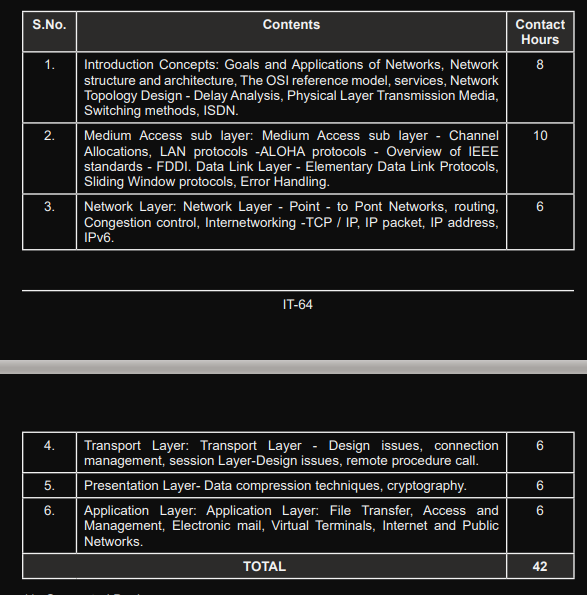 S.No. Contents Contact
Hours
1. Introduction Concepts: Goals and Applications of Networks, Network 8
structure and architecture, The OSI reference model, services, Network
Topology Design - Delay Analysis, Physical Layer Transmission Media,
Switching methods, ISDN.
2. Medium Access sub layer: Medium Access sub layer - Channel 10
Allocations, LAN protocols -ALOHA protocols - Overview of IEEE
standards - FDDI. Data Link Layer - Elementary Data Link Protocols,
Sliding Window protocols, Error Handling.
3. Network Layer: Network Layer - Point - to Pont Networks, routing, 6
Congestion control, Internetworking -TCP / IP, IP packet, IP address,
IPv6.
IT-64
4. Transport Layer: Transport Layer - Design issues, connection 6
management, session Layer-Design issues, remote procedure call.
5. Presentation Layer- Data compression techniques, cryptography. 6
6. Application Layer: Application Layer: File Transfer, Access and 6
Management, Electronic mail, Virtual Terminals, Internet and Public
Networks.
TOTAL 42